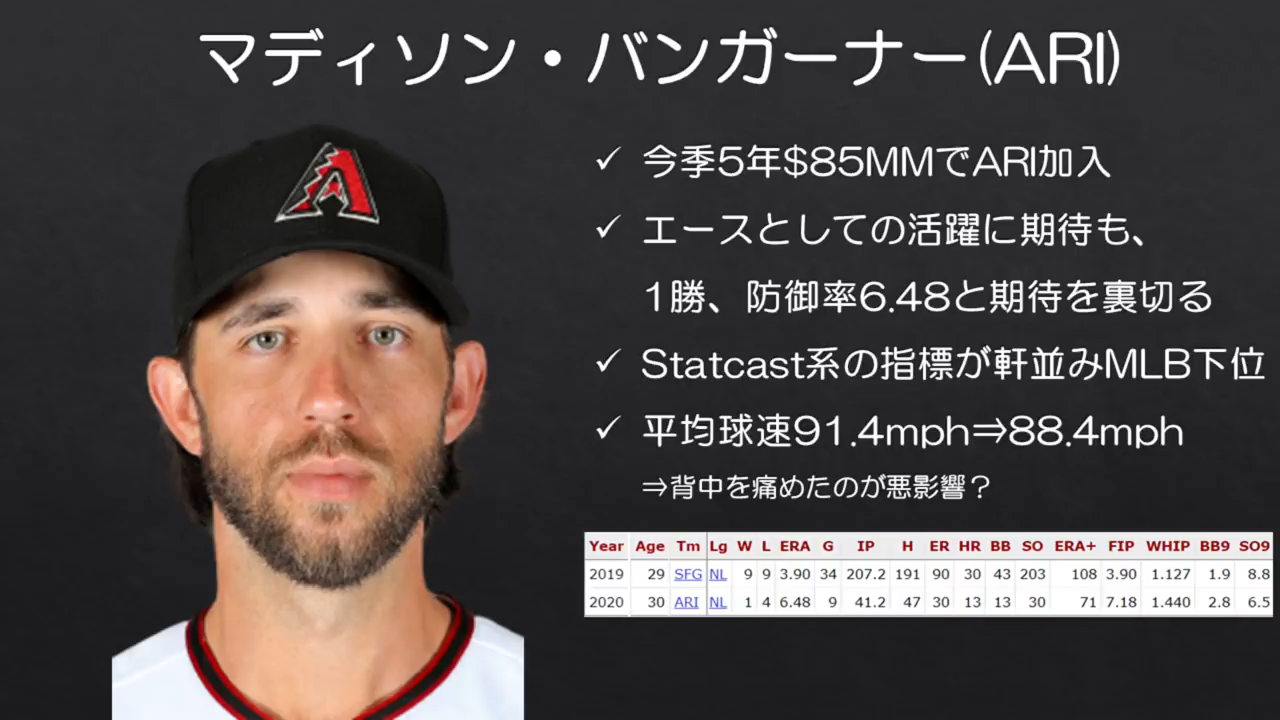 マディソン・バンガーナー(ARI)
✓ 今季5年$85MMでARI加入
✓ エースとしての活躍に期待も、
1勝、防御率6.48と期待を裏切る
✓ Statcast系の指標が軒並みMLB下位
✓ 平均球速91.4mph⇒88.4mph
⇒背中を痛めたのが悪影響？
Year Age Tm Lg W L ERA G IP H ER HR BB SO ERA+ FIP WHIP BB9 SO9
2019 29 SFG NL 9 9 3.90 34 207.2 191 90 30 43 203 108 3.90 1.127 1.9 8.8
2020 30 ARI NL 1 4 6.48 9 41.2 47 30 13 13 30 71 7.18 1.440 2.8 6.5